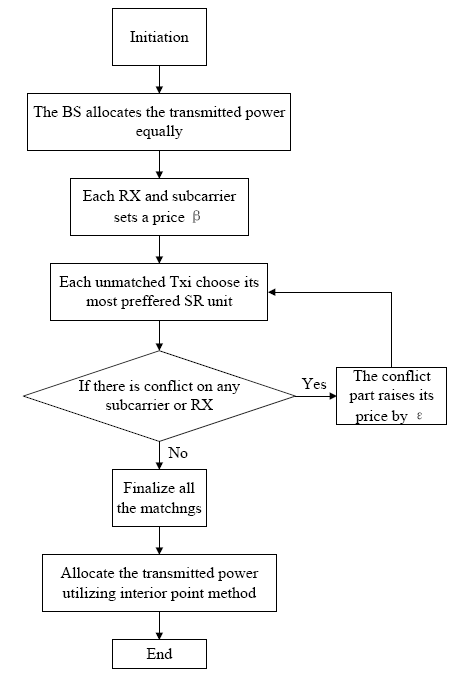 Initiation
The BS allocates the transmitted power
equally
Each RX and subcarrier
sets a price β
Each unmatched Txi choose its
most preffered SR unit
If there is conflict on any
subcarrier or RX
Yes
The conflict
part raises its
price by ε
No
Finalize all
the matchngs
Allocate the transmitted power
utilizing interior point method
End